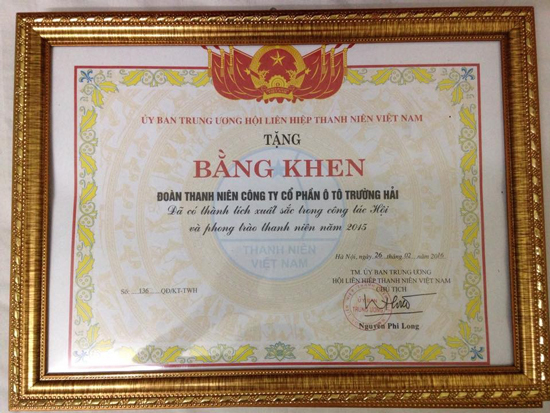 ỦY BAN TRUNG ƯƠNG HỘI LIÊN HIỆP THANH NIÊN VIỆT NAM
TẶNG
BẰNG KHEN
ĐOÀN THANH NIÊN CÔNG TY CỔ PHẦN Ô TÔ TRƯỜNG HẢI
Đã có thành tích xuất sắc trong công tác Hội
và phong trào thanh niên năm 2015
THANH NIÊN
VIỆT NAM
Hà Nội, ngày 26 tháng 02 năm 2016
TM. ỦY BAN TRUNG ƯƠNG
HỘI LIÊN HIỆP THANH NIÊN VIỆT NAM
CHỦ TỊCH
Số: ....136....... QĐ/KT-TWH
Nguyễn Phi Long